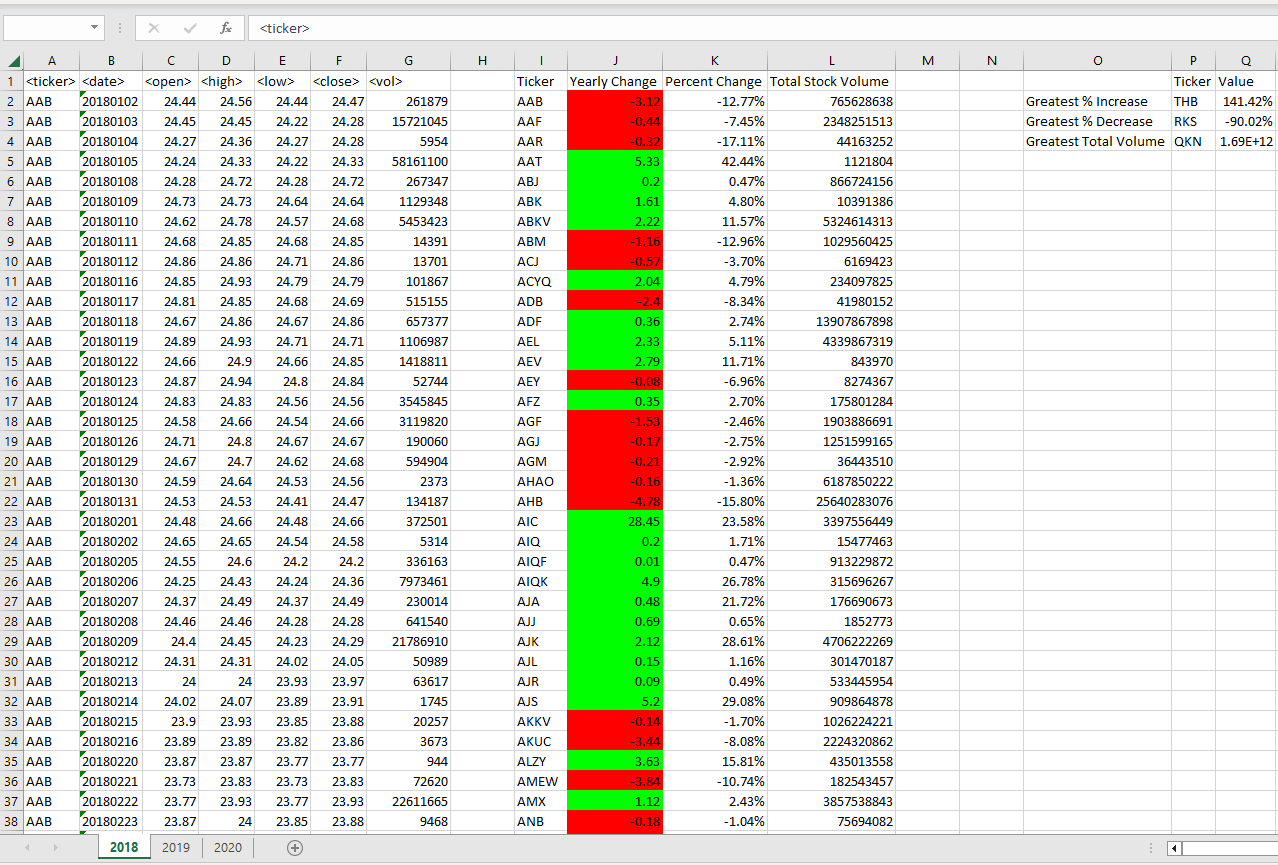 fx <ticker>
A B C D E F G H I J K L M N O P Q
1 <ticker> <date> <open> <high> <low> <close> <vol> Ticker Yearly Change Percent Change Total Stock Volume Ticker Value
2 AAB 20180102 24.44 24.56 24.44 24.47 261879 AAB -3.12 -12.77% 765628638 Greatest % Increase THB 141.42%
3 AAB 20180103 24.45 24.45 24.22 24.28 15721045 AAF -0.44 -7.45% 2348251513 Greatest % Decrease RKS -90.02%
4 AAB 20180104 24.27 24.36 24.27 24.28 5954 AAR -0.32 -17.11% 44163252 Greatest Total Volume QKN 1.69E+12
5 AAB 20180105 24.24 24.33 24.22 24.33 58161100 AAT 5.33 42.44% 1121804
6 AAB 20180108 24.28 24.72 24.28 24.72 267347 ABJ 0.2 0.47% 866724156
7 AAB 20180109 24.73 24.73 24.64 24.64 1129348 ABK 1.61 4.80% 10391386
8 AAB 20180110 24.62 24.78 24.57 24.68 5453423 ABKV 2.22 11.57% 5324614313
9 AAB 20180111 24.68 24.85 24.68 24.85 14391 ABM -1.16 -12.96% 1029560425
10 AAB 20180112 24.86 24.86 24.71 24.86 13701 ACJ -0.57 -3.70% 6169423
11 AAB 20180116 24.85 24.93 24.79 24.79 101867 ACYQ 2.04 4.79% 234097825
12 AAB 20180117 24.81 24.85 24.68 24.69 515155 ADB -2.4 -8.34% 41980152
13 AAB 20180118 24.67 24.86 24.67 24.86 657377 ADF 0.36 2.74% 13907867898
14 AAB 20180119 24.89 24.93 24.71 24.71 1106987 AEL 2.33 5.11% 4339867319
15 AAB 20180122 24.66 24.9 24.66 24.85 1418811 AEV 2.79 11.71% 843970
16 AAB 20180123 24.87 24.94 24.8 24.84 52744 AEY -0.08 -6.96% 8274367
17 AAB 20180124 24.83 24.83 24.56 24.56 3545845 AFZ 0.35 2.70% 175801284
18 AAB 20180125 24.58 24.66 24.54 24.66 3119820 AGF -1.53 -2.46% 1903886691
19 AAB 20180126 24.71 24.8 24.67 24.67 190060 AGJ -0.17 -2.75% 1251599165
20 AAB 20180129 24.67 24.7 24.62 24.68 594904 AGM -0.21 -2.92% 36443510
21 AAB 20180130 24.59 24.64 24.53 24.56 2373 AHAO -0.16 -1.36% 6187850222
22 AAB 20180131 24.53 24.53 24.41 24.47 134187 AHB -4.78 -15.80% 25640283076
23 AAB 20180201 24.48 24.66 24.48 24.66 372501 AIC 28.45 23.58% 3397556449
24 AAB 20180202 24.65 24.65 24.54 24.58 5314 AIQ 0.2 1.71% 15477463
25 AAB 20180205 24.55 24.6 24.2 24.2 336163 AIQF 0.01 0.47% 913229872
26 AAB 20180206 24.25 24.43 24.24 24.36 7973461 AIQK 4.9 26.78% 315696267
27 AAB 20180207 24.37 24.49 24.37 24.49 230014 AJA 0.48 21.72% 176690673
28 AAB 20180208 24.46 24.46 24.28 24.28 641540 AJJ 0.69 0.65% 1852773
29 AAB 20180209 24.4 24.45 24.23 24.29 21786910 AJK 2.12 28.61% 4706222269
30 AAB 20180212 24.31 24.31 24.02 24.05 50989 AJL 0.15 1.16% 301470187
31 AAB 20180213 24 24 23.93 23.97 63617 AJR 0.09 0.49% 533445954
32 AAB 20180214 24.02 24.07 23.89 23.91 1745 AJS 5.2 29.08% 909864878
33 AAB 20180215 23.9 23.93 23.85 23.88 20257 AKKV -0.14 -1.70% 1026224221
34 AAB 20180216 23.89 23.89 23.82 23.86 3673 AKUC -3.44 -8.08% 2224320862
35 AAB 20180220 23.87 23.87 23.77 23.77 944 ALZY 3.63 15.81% 435013558
36 AAB 20180221 23.73 23.83 23.73 23.83 72620 AMEW -3.84 -10.74% 182543457
37 AAB 20180222 23.77 23.93 23.77 23.93 22611665 AMX 1.12 2.43% 3857538843
38 AAB 20180223 23.87 24 23.85 23.88 9468 ANB -0.18 -1.04% 75694082
2018 2019 2020